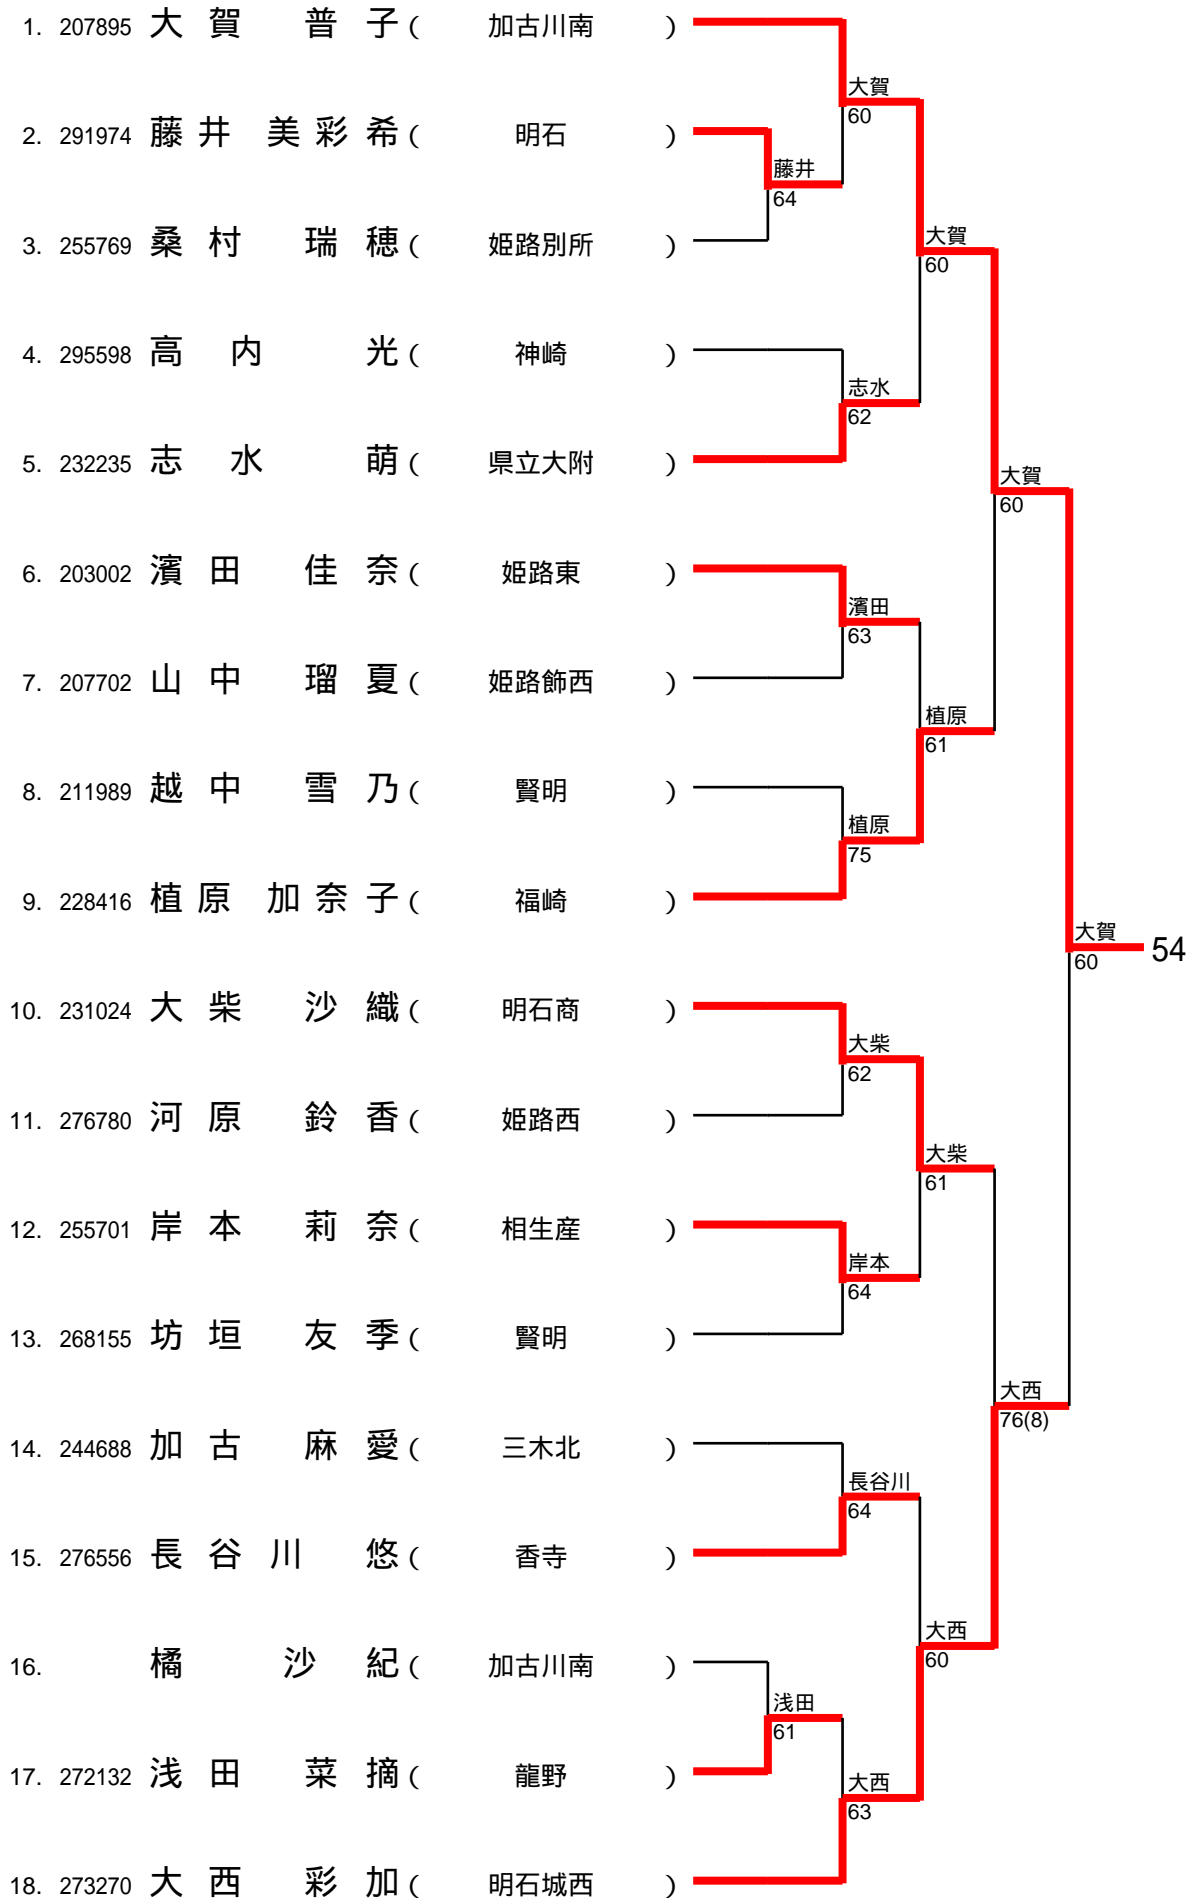 1. 207895 大賀 普子 ( 加古川南 )
大賀
60
2. 291974 藤井 美彩希 ( 明石 )
藤井
64
3. 255769 桑村 瑞穂 ( 姫路別所 )
大賀
60
4. 295598 高内 光 ( 神崎 )
志水
62
5. 232235 志水 萌 ( 県立大附 )
大賀
60
6. 203002 濱田 佳奈 ( 姫路東 )
濱田
63
7. 207702 山中 瑠夏 ( 姫路飾西 )
植原
61
8. 211989 越中 雪乃 ( 賢明 )
植原
75
9. 228416 植原 加奈子 ( 福崎 )
大賀
60
54
10. 231024 大柴 沙織 ( 明石商 )
大柴
62
11. 276780 河原 鈴香 ( 姫路西 )
大柴
61
12. 255701 岸本 莉奈 ( 相生産 )
岸本
64
13. 268155 坊垣 友季 ( 賢明 )
大西
76(8)
14. 244688 加古 麻愛 ( 三木北 )
長谷川
64
15. 276556 長谷川 悠 ( 香寺 )
大西
60
16. 橘 沙紀 ( 加古川南 )
浅田
61
17. 272132 浅田 菜摘 ( 龍野 )
大西
63
18. 273270 大西 彩加 ( 明石城西 )